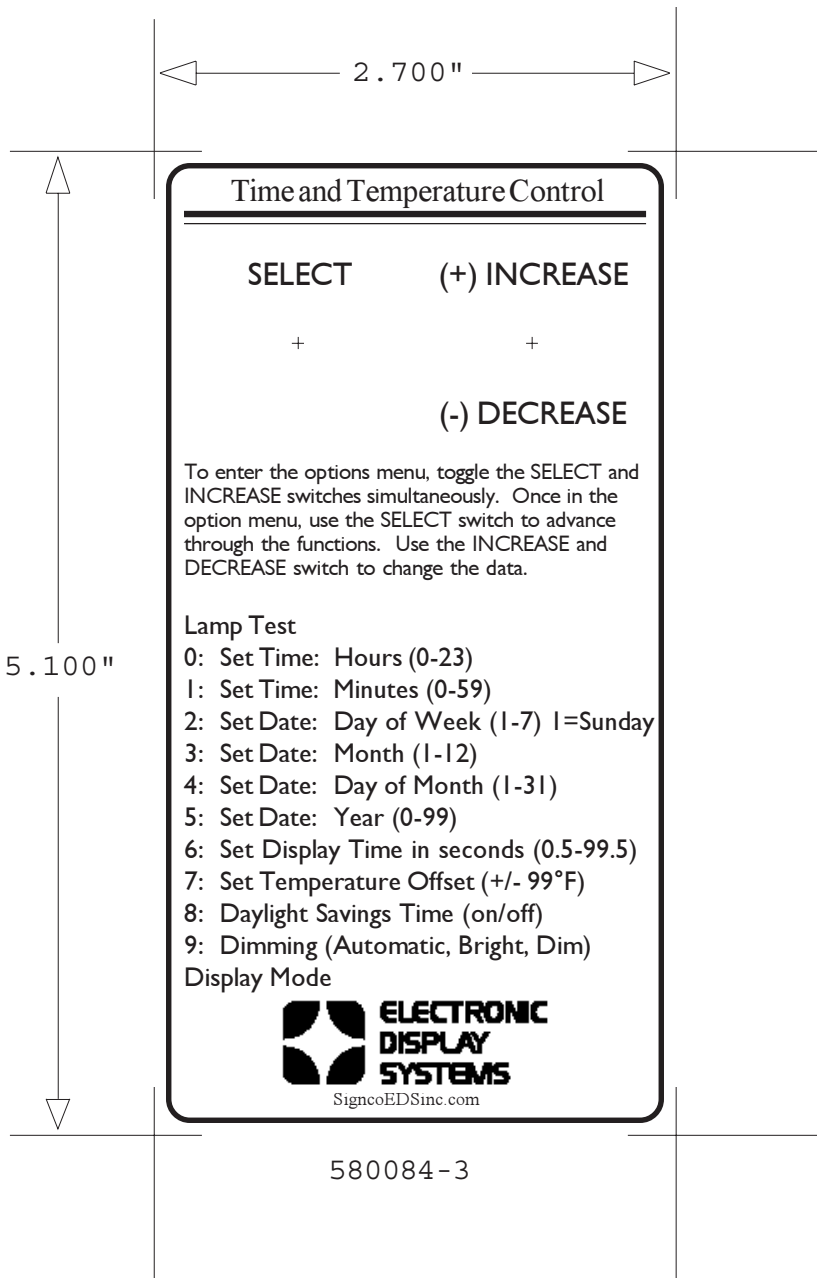 2.700"
Time and Temperature Control
SELECT (+) INCREASE
+ +
(-) DECREASE
To enter the options menu, toggle the SELECT and
INCREASE switches simultaneously. Once in the
option menu, use the SELECT switch to advance
through the functions. Use the INCREASE and
DECREASE switch to change the data.
Lamp Test
0: Set Time: Hours (0-23)
1: Set Time: Minutes (0-59)
2: Set Date: Day of Week (1-7) 1=Sunday
3: Set Date: Month (1-12)
4: Set Date: Day of Month (1-31)
5.100"
5: Set Date: Year (0-99)
6: Set Display Time in seconds (0.5-99.5)
7: Set Temperature Offset (+/- 99°F)
8: Daylight Savings Time (on/off)
9: Dimming (Automatic, Bright, Dim)
Display Mode
ELECTRONIC
DISPLAY
SYSTEMS
SigncoEDSinc.com
580084-3